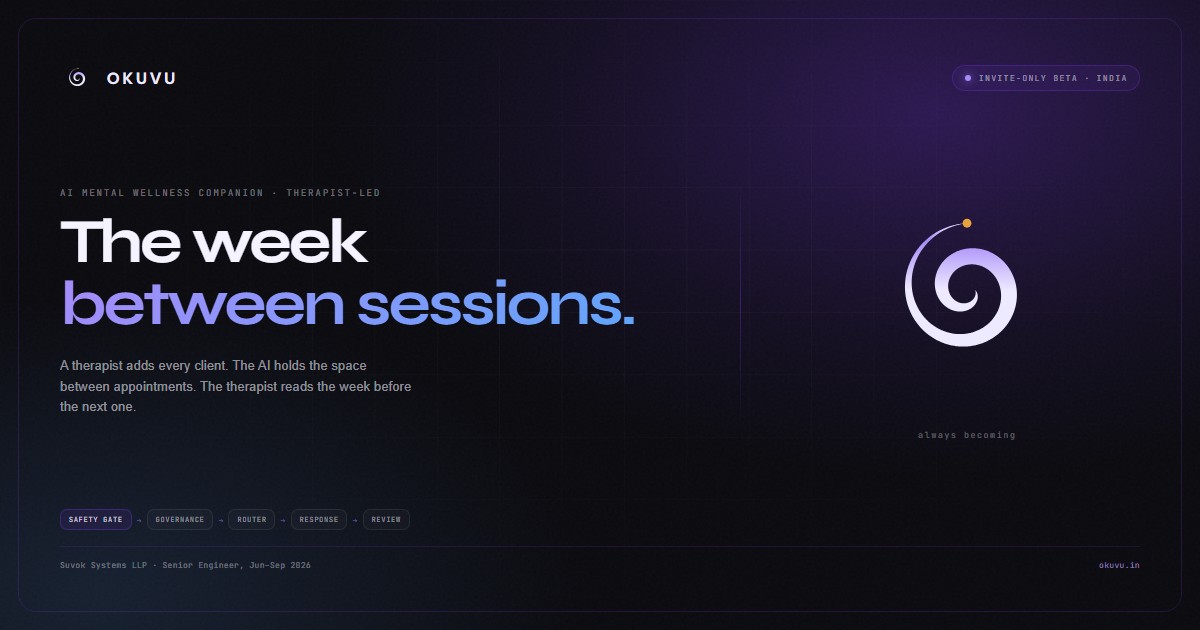 OKUVU
INVITE-ONLY BETA · INDIA
AI MENTAL WELLNESS COMPANION · THERAPIST-LED
The week
between sessions.
A therapist adds every client. The AI holds the space
between appointments. The therapist reads the week before
the next one.
always becoming
SAFETY GATE → GOVERNANCE → ROUTER → RESPONSE → REVIEW
Suvok Systems LLP · Senior Engineer, Jun–Sep 2026
okuvu.in